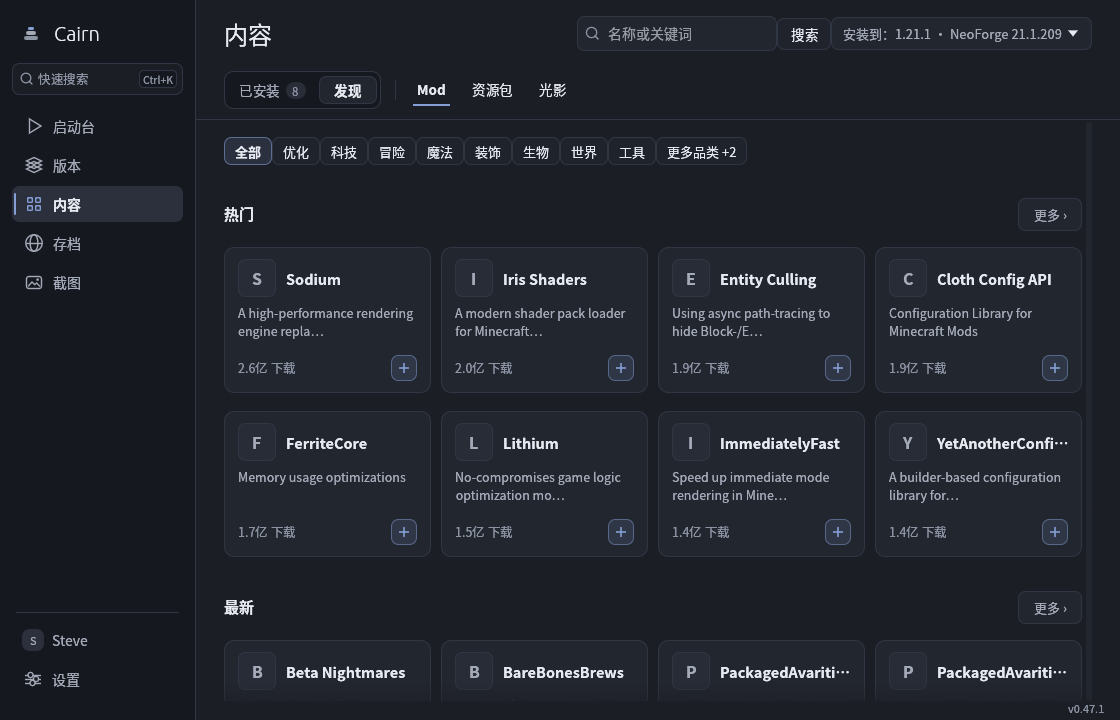 Cairn
快速搜索 Ctrl+K
启动台
版本
内容
存档
截图
S Steve
设置
内容
名称或关键词 搜索 安装到：1.21.1 · NeoForge 21.1.209
已安装 8 发现 Mod 资源包 光影
全部 优化 科技 冒险 魔法 装饰 生物 世界 工具 更多品类 +2
热门 更多 ›
S Sodium
A high-performance rendering
engine repla…
2.6亿 下载
I Iris Shaders
A modern shader pack loader
for Minecraft…
2.0亿 下载
E Entity Culling
Using async path-tracing to
hide Block-/E…
1.9亿 下载
C Cloth Config API
Configuration Library for
Minecraft Mods
1.9亿 下载
F FerriteCore
Memory usage optimizations
1.7亿 下载
L Lithium
No-compromises game logic
optimization mo…
1.5亿 下载
I ImmediatelyFast
Speed up immediate mode
rendering in Mine…
1.4亿 下载
Y YetAnotherConfi…
A builder-based configuration
library for…
1.4亿 下载
最新 更多 ›
B Beta Nightmares
B BareBonesBrews
P PackagedAvariti…
P PackagedAvariti…
v0.47.1